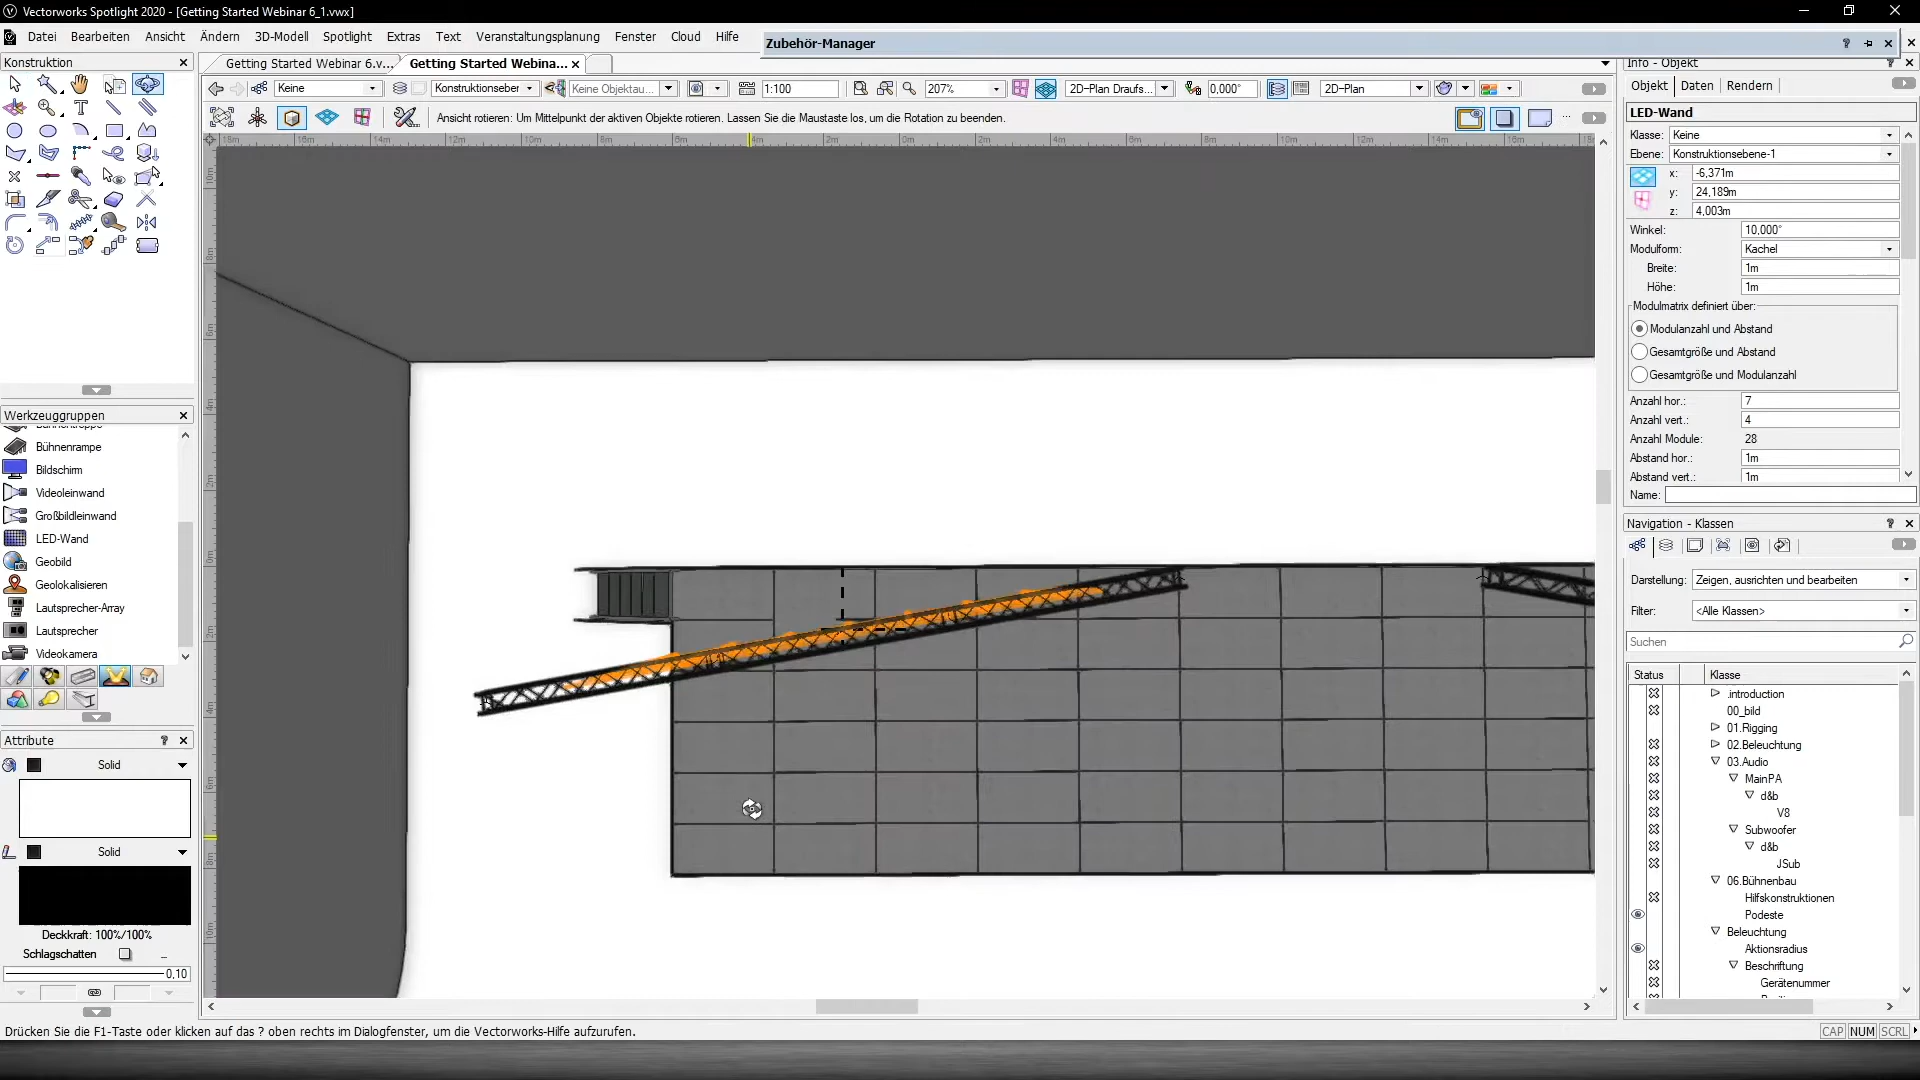 Vectorworks Spotlight 2020 - [Getting Started Webinar 6_1.vwx]
Datei Bearbeiten Ansicht Ändern 3D-Modell Spotlight Extras Text Veranstaltungsplanung Fenster Cloud Hilfe
Zubehör-Manager
Konstruktion
Getting Started Webinar 6.v...
Getting Started Webina...
Info - Objekt
Keine
Konstruktionseber
Keine Objektau...
1:100
207%
2D-Plan Draufs...
0,000°
2D-Plan
Ansicht rotieren: Um Mittelpunkt der aktiven Objekte rotieren. Lassen Sie die Maustaste los, um die Rotation zu beenden.
Objekt Daten Rendern
LED-Wand
Klasse: Keine
Ebene: Konstruktionsebene-1
x: -6,371m
y: 24,189m
z: 4,003m
Winkel: 10,000°
Modulform: Kachel
Breite: 1m
Höhe: 1m
Modulmatrix definiert über:
Modulanzahl und Abstand
Gesamtgröße und Abstand
Gesamtgröße und Modulanzahl
Anzahl hor.: 7
Anzahl vert.: 4
Anzahl Module: 28
Abstand hor.: 1m
Abstand vert.: 1m
Name:
Navigation - Klassen
Darstellung: Zeigen, ausrichten und bearbeiten
Filter: <Alle Klassen>
Suchen
Status Klasse
.introduction
00_bild
01.Rigging
02.Beleuchtung
03.Audio
MainPA
d&b
V8
Subwoofer
d&b
JSub
06.Bühnenbau
Hilfskonstruktionen
Podeste
Beleuchtung
Aktionsradius
Beschriftung
Gerätenummer
Werkzeuggruppen
Bühnenrampe
Bildschirm
Videoleinwand
Großbildleinwand
LED-Wand
Geobild
Geolokalisieren
Lautsprecher-Array
Lautsprecher
Videokamera
Attribute
Solid
Solid
Deckkraft: 100%/100%
Schlagschatten
0,10
Drücken Sie die F1-Taste oder klicken auf das ? oben rechts im Dialogfenster, um die Vectorworks-Hilfe aufzurufen.
CAP NUM SCRL